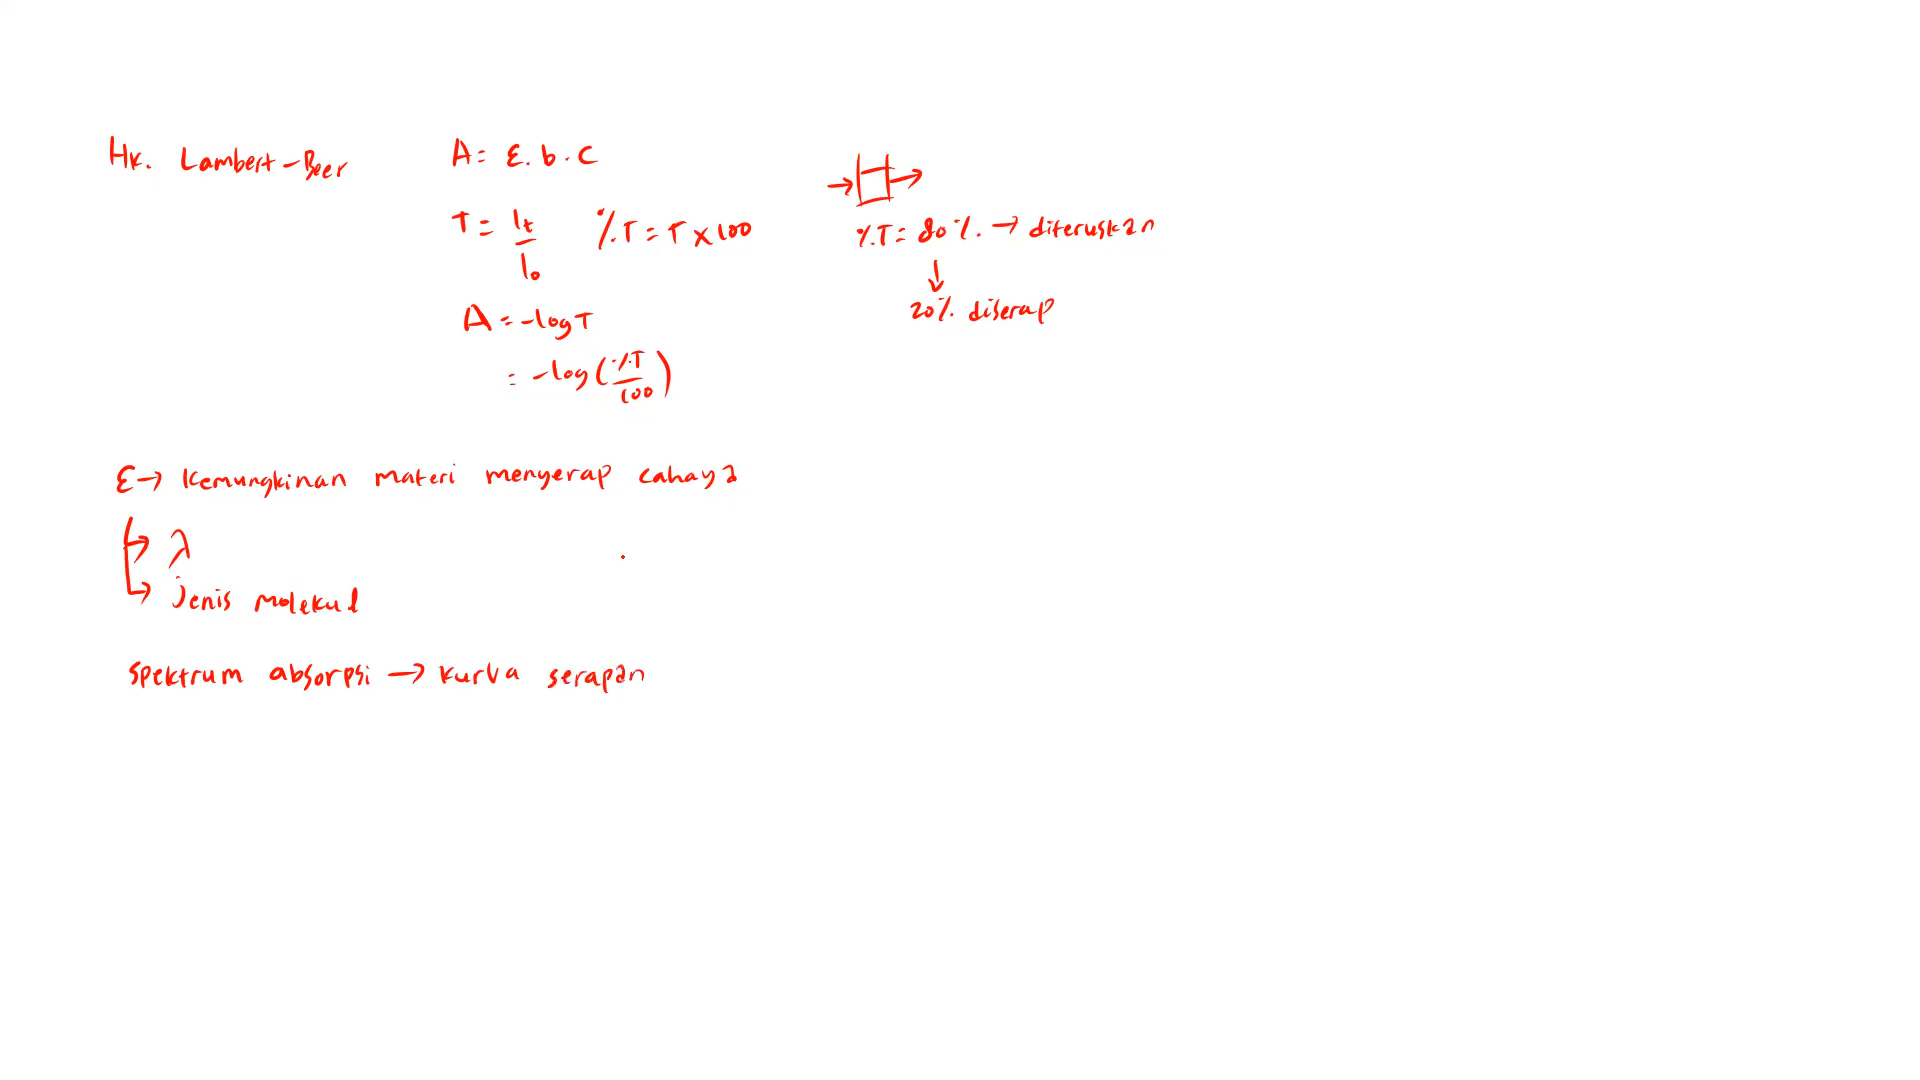 Hk. Lambert-Beer
A = ε. b. c
T = It/Io
%T = T x 100
A = -log T
= -log (%T/100)
%T = 80%. → diteruskan
↓
20% diserap
ε → Kemungkinan materi menyerap cahaya
→ λ
→ jenis molekul
Spektrum absorpsi → kurva serapan